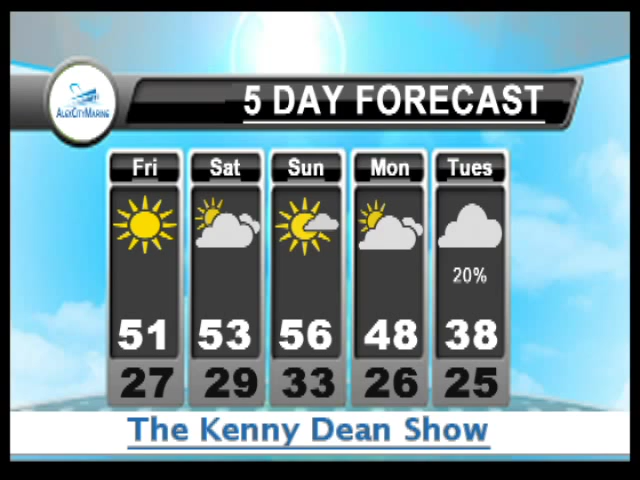 5 DAY FORECAST
ALEXCITYMARINE
Fri Sat Sun Mon Tues
20%
51 53 56 48 38
27 29 33 26 25
The Kenny Dean Show